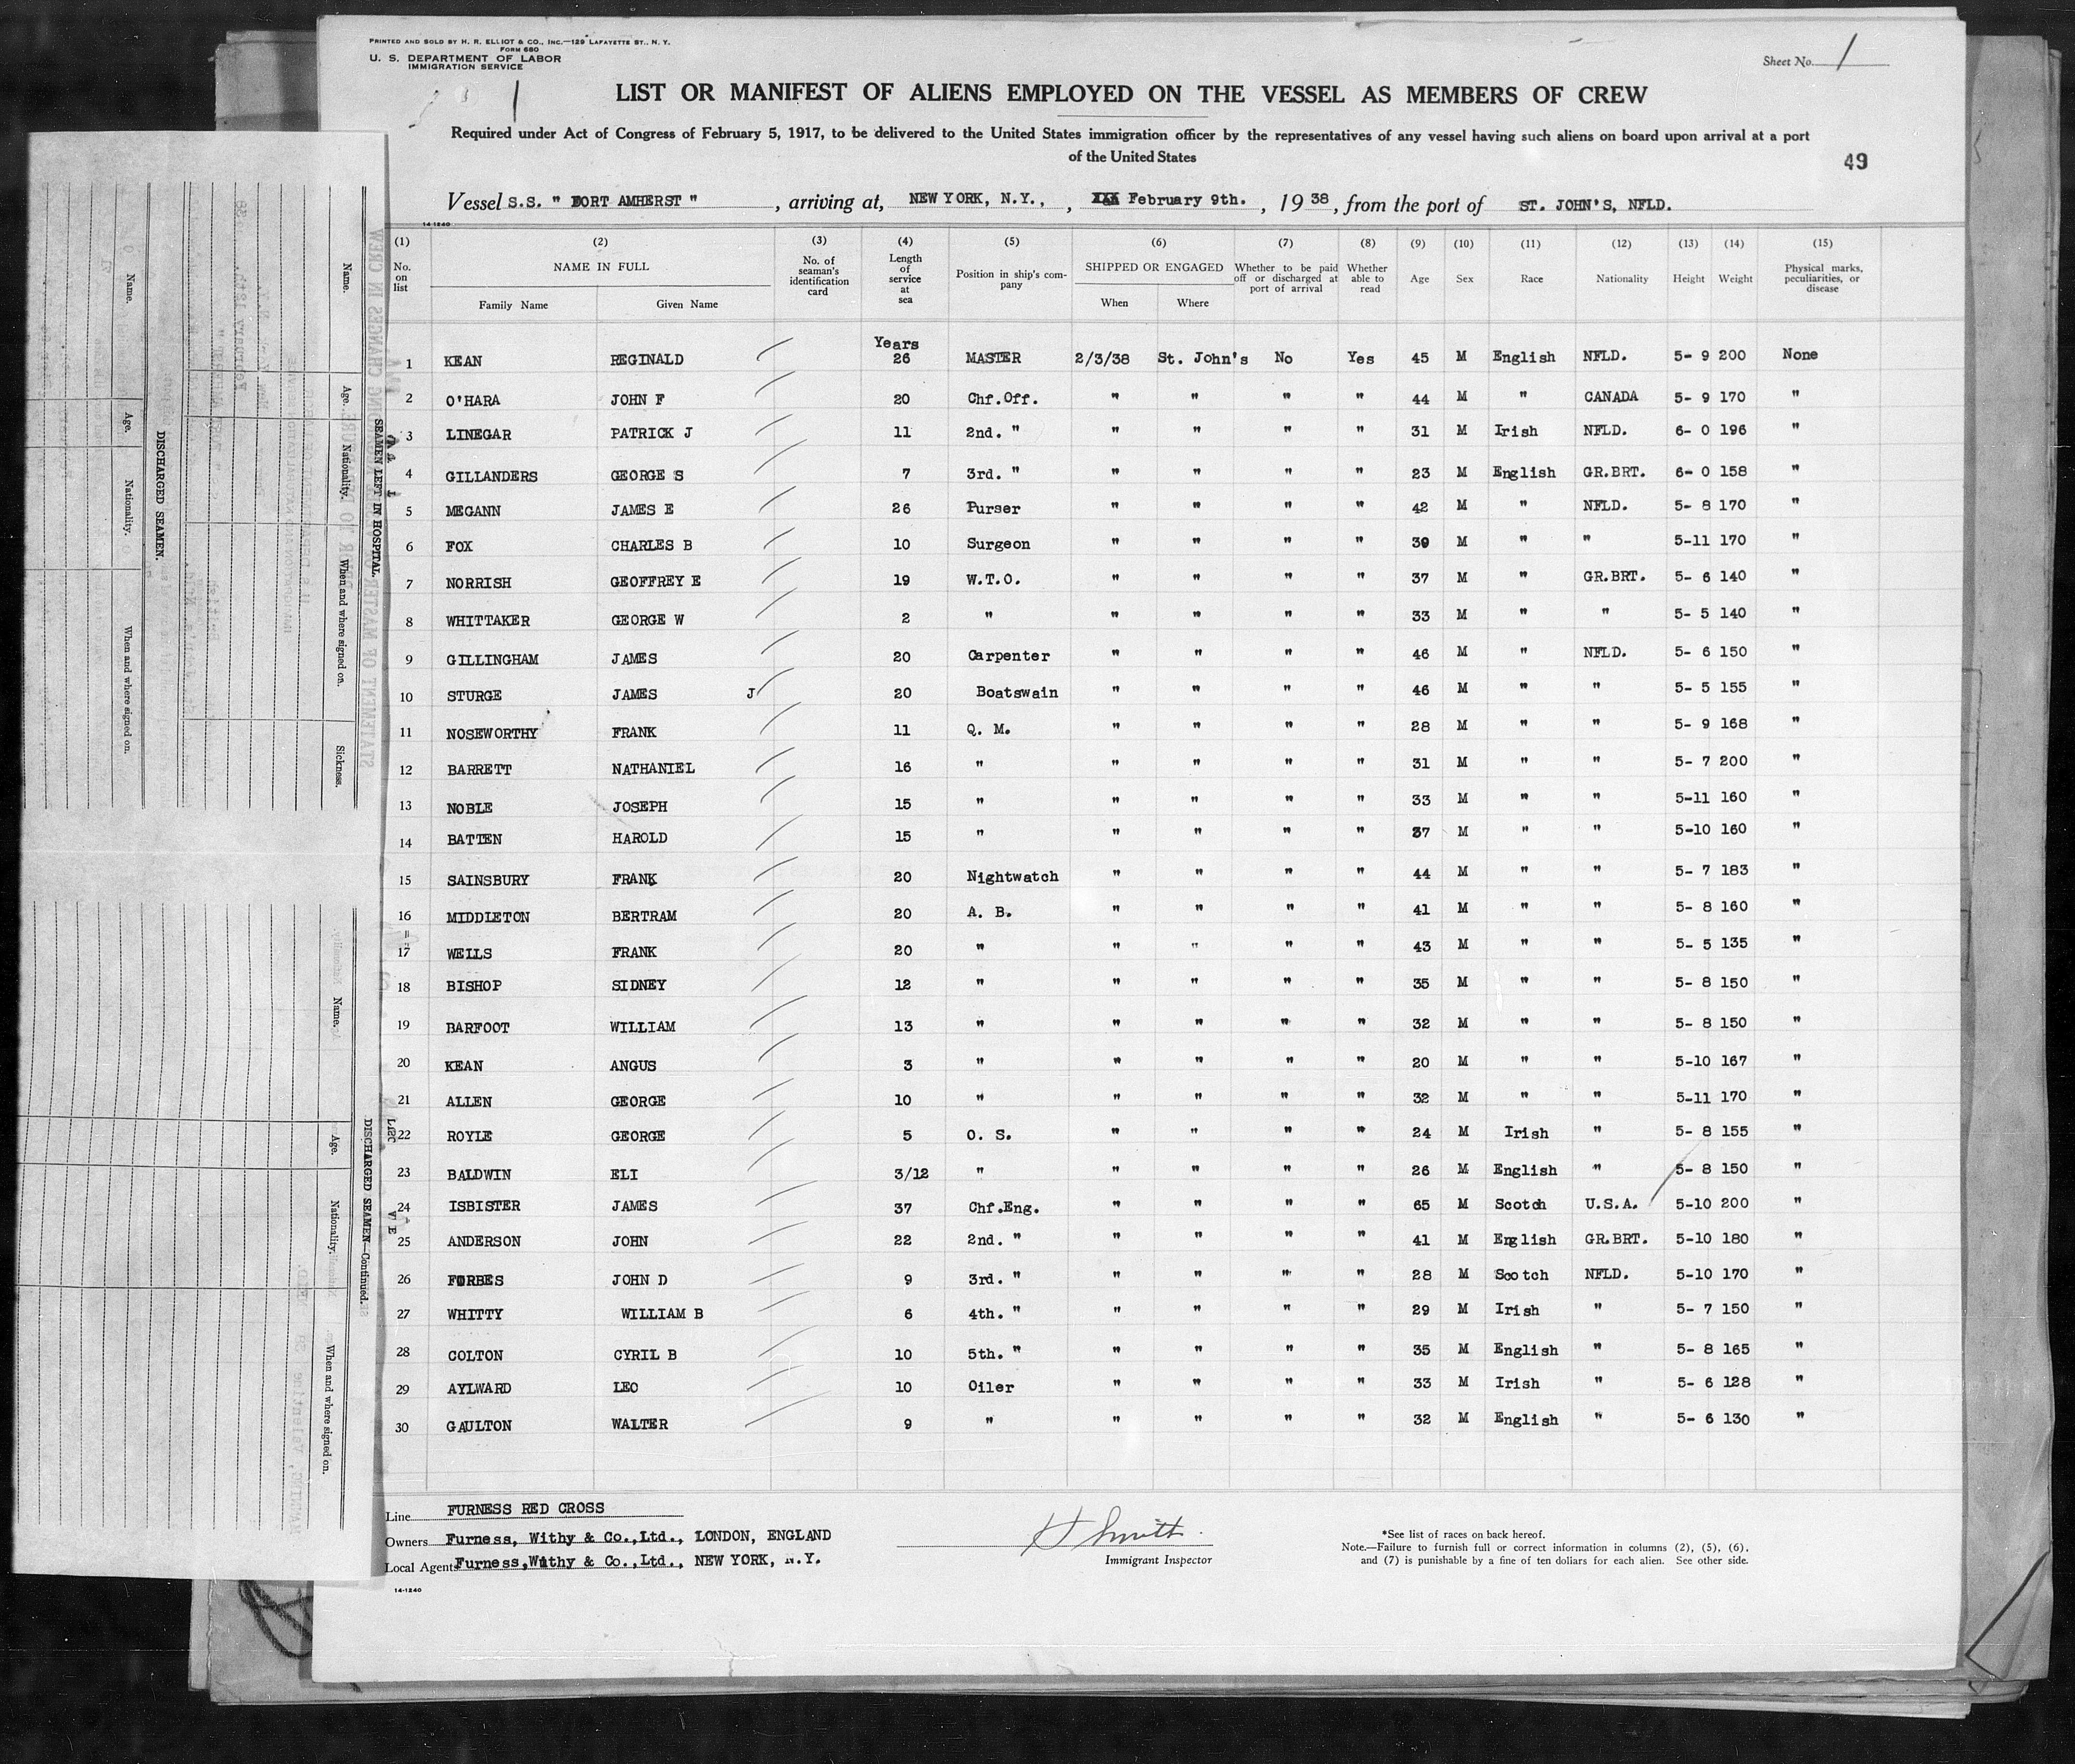 PRINTED AND SOLD BY H. R. ELLIOT & CO., INC.—129 LAFAYETTE ST., N. Y.
FORM 680
U. S. DEPARTMENT OF LABOR
IMMIGRATION SERVICE
Sheet No. 1
1
LIST OR MANIFEST OF ALIENS EMPLOYED ON THE VESSEL AS MEMBERS OF CREW
Required under Act of Congress of February 5, 1917, to be delivered to the United States immigration officer by the representatives of any vessel having such aliens on board upon arrival at a port
of the United States
49
Vessel S.S. " FORT AMHERST " , arriving at, NEW YORK, N.Y., , February 9th. , 19 38, from the port of ST. JOHN'S, NFLD.
14-1240
(1) (2) (3) (4) (5) (6) (7) (8) (9) (10) (11) (12) (13) (14) (15)
No. on list NAME IN FULL Family Name Given Name No. of seaman's identification card Length of service at sea Position in ship's company SHIPPED OR ENGAGED When Where Whether to be paid off or discharged at port of arrival Whether able to read Age Sex Race Nationality Height Weight Physical marks, peculiarities, or disease
Years
1 KEAN REGINALD 26 MASTER 2/3/38 St. John's No Yes 45 M English NFLD. 5- 9 200 None
2 O'HARA JOHN F 20 Chf.Off. " " " " 44 M " CANADA 5- 9 170 "
3 LINEGAR PATRICK J 11 2nd. " " " " " 31 M Irish NFLD. 6- 0 196 "
4 GILLANDERS GEORGE S 7 3rd. " " " " " 23 M English GR.BRT. 6- 0 158 "
5 MEGANN JAMES E 26 Purser " " " " 42 M " NFLD. 5- 8 170 "
6 FOX CHARLES B 10 Surgeon " " " " 39 M " " 5-11 170 "
7 NORRISH GEOFFREY E 19 W.T.O. " " " " 37 M " GR.BRT. 5- 6 140 "
8 WHITTAKER GEORGE W 2 " " " " " 33 M " " 5- 5 140 "
9 GILLINGHAM JAMES 20 Carpenter " " " " 46 M " NFLD. 5- 6 150 "
10 STURGE JAMES J 20 Boatswain " " " " 46 M " " 5- 5 155 "
11 NOSEWORTHY FRANK 11 Q. M. " " " " 28 M " " 5- 9 168 "
12 BARRETT NATHANIEL 16 " " " " " 31 M " " 5- 7 200 "
13 NOBLE JOSEPH 15 " " " " " 33 M " " 5-11 160 "
14 BATTEN HAROLD 15 " " " " " 37 M " " 5-10 160 "
15 SAINSBURY FRANK 20 Nightwatch " " " " 44 M " " 5- 7 183 "
16 MIDDLETON BERTRAM 20 A. B. " " " " 41 M " " 5- 8 160 "
17 WELLS FRANK 20 " " " " " 43 M " " 5- 5 135 "
18 BISHOP SIDNEY 12 " " " " " 35 M " " 5- 8 150 "
19 BARFOOT WILLIAM 13 " " " " " 32 M " " 5- 8 150 "
20 KEAN ANGUS 3 " " " " " 20 M " " 5-10 167 "
21 ALLEN GEORGE 10 " " " " " 32 M " " 5-11 170 "
22 ROYLE GEORGE 5 O. S. " " " " 24 M Irish " 5- 8 155 "
23 BALDWIN ELI 3/12 " " " " " 26 M English " 5- 8 150 "
24 ISBISTER JAMES 37 Chf.Eng. " " " " 65 M Scotch U.S.A. 5-10 200 "
25 ANDERSON JOHN 22 2nd. " " " " " 41 M English GR.BRT. 5-10 180 "
26 FORBES JOHN D 9 3rd. " " " " " 28 M Scotch NFLD. 5-10 170 "
27 WHITTY WILLIAM B 6 4th. " " " " " 29 M Irish " 5- 7 150 "
28 COLTON CYRIL B 10 5th. " " " " " 35 M English " 5- 8 165 "
29 AYLWARD LEO 10 Oiler " " " " 33 M Irish " 5- 6 128 "
30 GAULTON WALTER 9 " " " " " 32 M English " 5- 6 130 "
Line FURNESS RED CROSS
Owners Furness, Withy & Co.,Ltd., LONDON, ENGLAND
Local Agents Furness,Withy & Co.,Ltd., NEW YORK, N.Y.
14-1240
H Smith
Immigrant Inspector
*See list of races on back hereof.
Note.—Failure to furnish full or correct information in columns (2), (5), (6),
and (7) is punishable by a fine of ten dollars for each alien. See other side.
SEAMEN LEFT IN HOSPITAL.
Name. Age. Nationality. When and where signed on. Sickness.
DISCHARGED SEAMEN.
Name. Age. Nationality. When and where signed on.
DISCHARGED SEAMEN—Continued.
Name. Age. Nationality. When and where signed on.